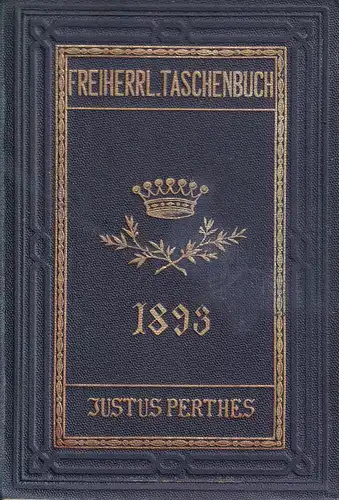 FREIHERRL. TASCHENBUCH
1893
JUSTUS PERTHES